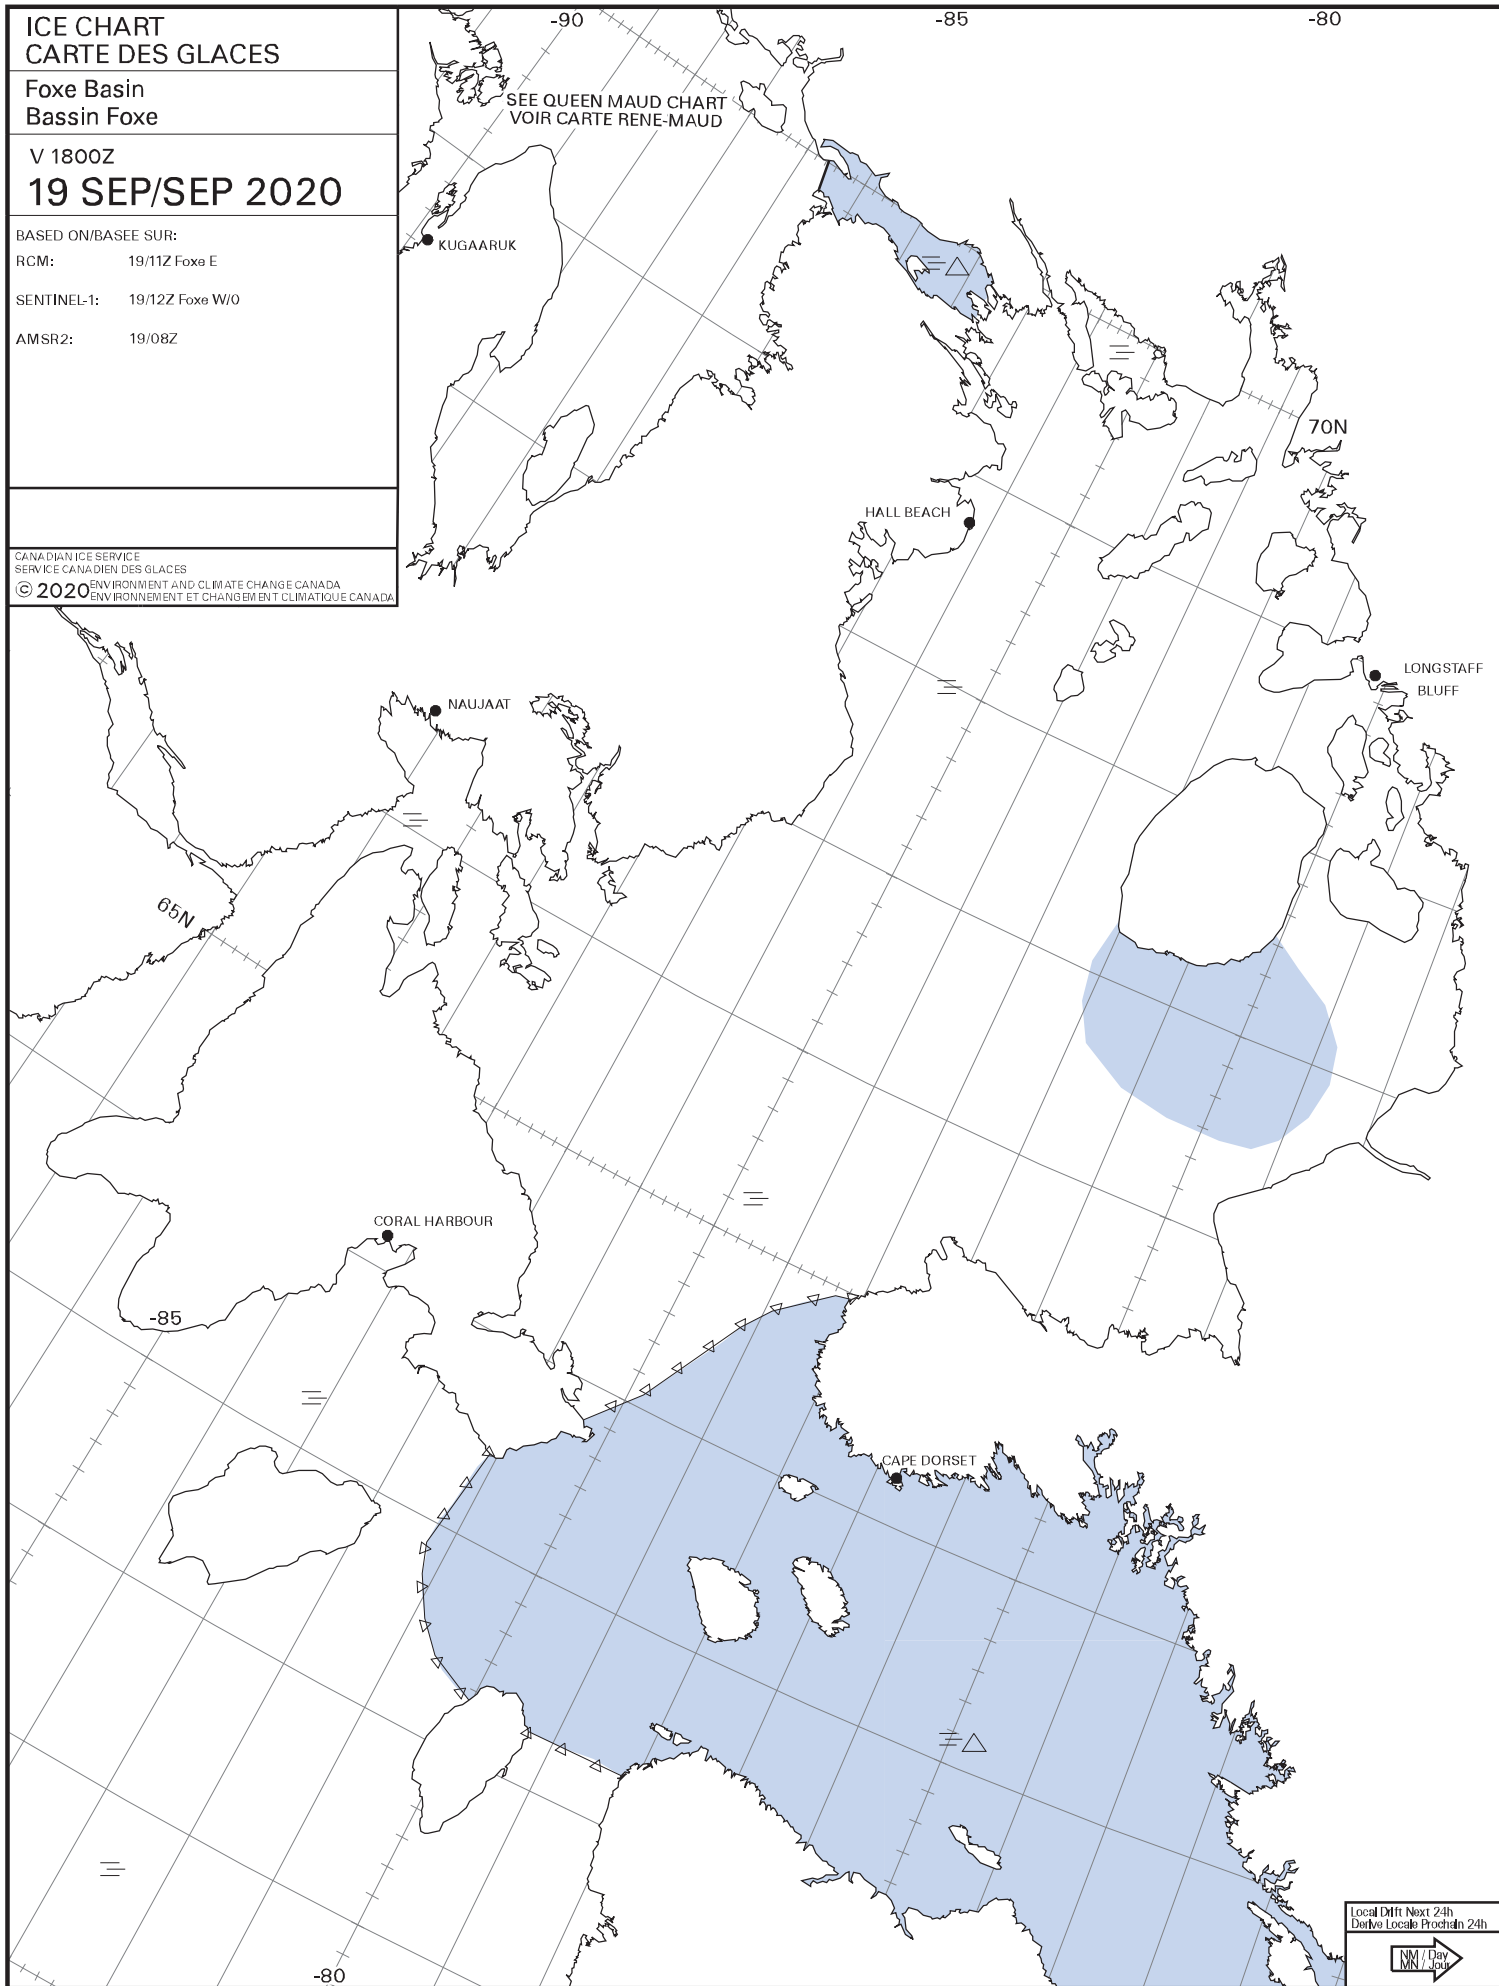 ICE CHART
CARTE DES GLACES
Foxe Basin
Bassin Foxe
V 1800Z
19 SEP/SEP 2020
BASED ON/BASEE SUR:
RCM: 19/11Z Foxe E
SENTINEL-1: 19/12Z Foxe W/0
AMSR2: 19/08Z
CANADIAN ICE SERVICE
SERVICE CANADIEN DES GLACES
© 2020 ENVIRONMENT AND CLIMATE CHANGE CANADA
ENVIRONNEMENT ET CHANGEMENT CLIMATIQUE CANADA
-90
-85
-80
SEE QUEEN MAUD CHART
VOIR CARTE RENE-MAUD
KUGAARUK
70N
HALL BEACH
LONGSTAFF
BLUFF
NAUJAAT
65N
CORAL HARBOUR
-85
CAPE DORSET
-80
Local Drift Next 24h
Derive Locale Prochain 24h
NM / Day
MN / Jour